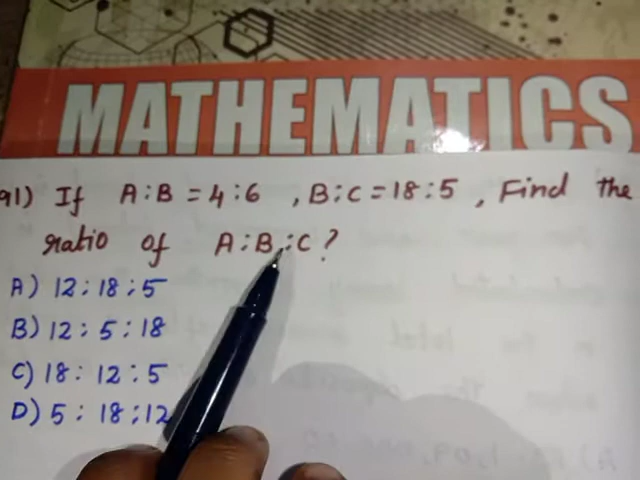 MATHEMATICS
91) If A:B = 4:6 , B:C = 18:5 , Find the
ratio of A:B:C?
A) 12:18:5
B) 12:5:18
C) 18:12:5
D) 5:18:12